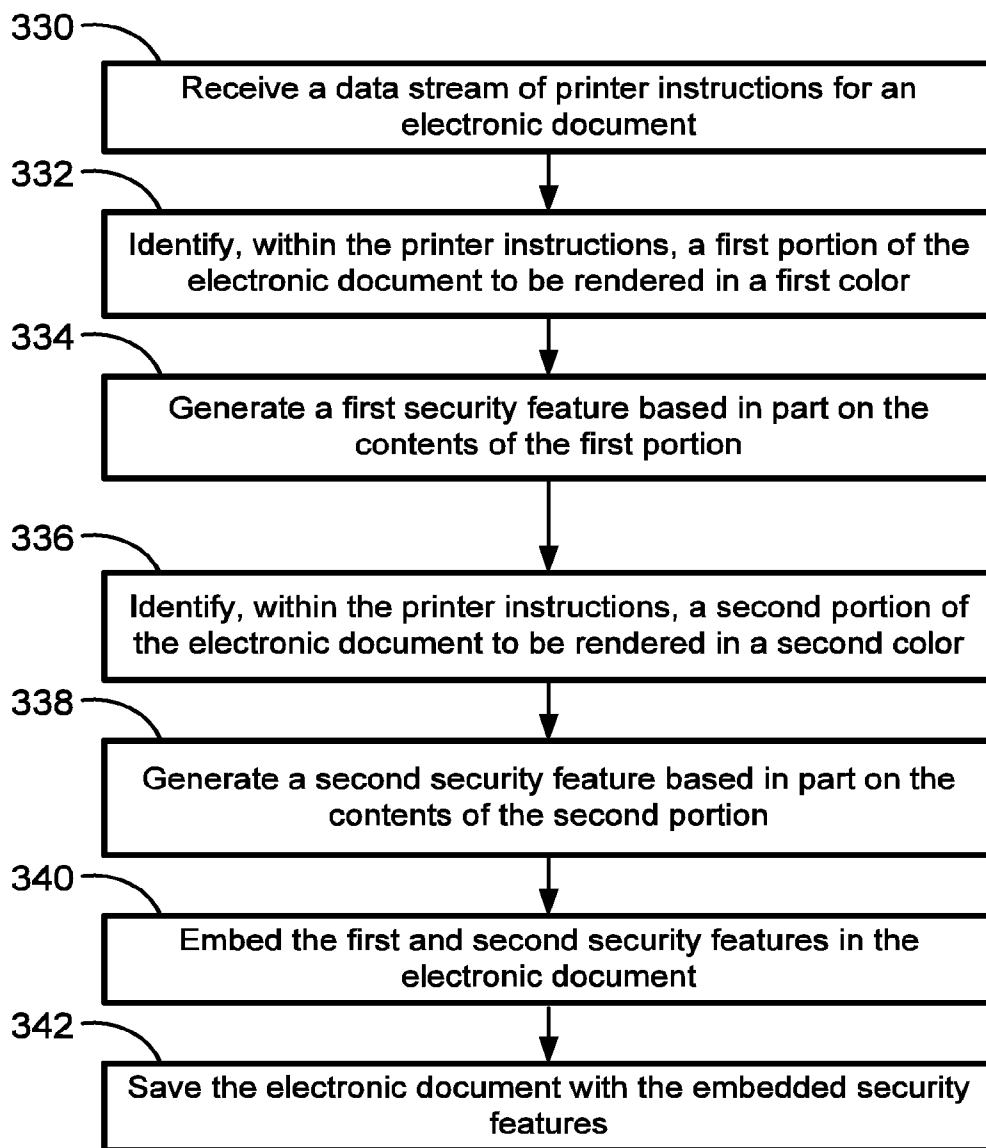 330
Receive a data stream of printer instructions for an
electronic document
332
Identify, within the printer instructions, a first portion of the
electronic document to be rendered in a first color
334
Generate a first security feature based in part on the
contents of the first portion
336
Identify, within the printer instructions, a second portion of
the electronic document to be rendered in a second color
338
Generate a second security feature based in part on the
contents of the second portion
340
Embed the first and second security features in the
electronic document
342
Save the electronic document with the embedded security
features